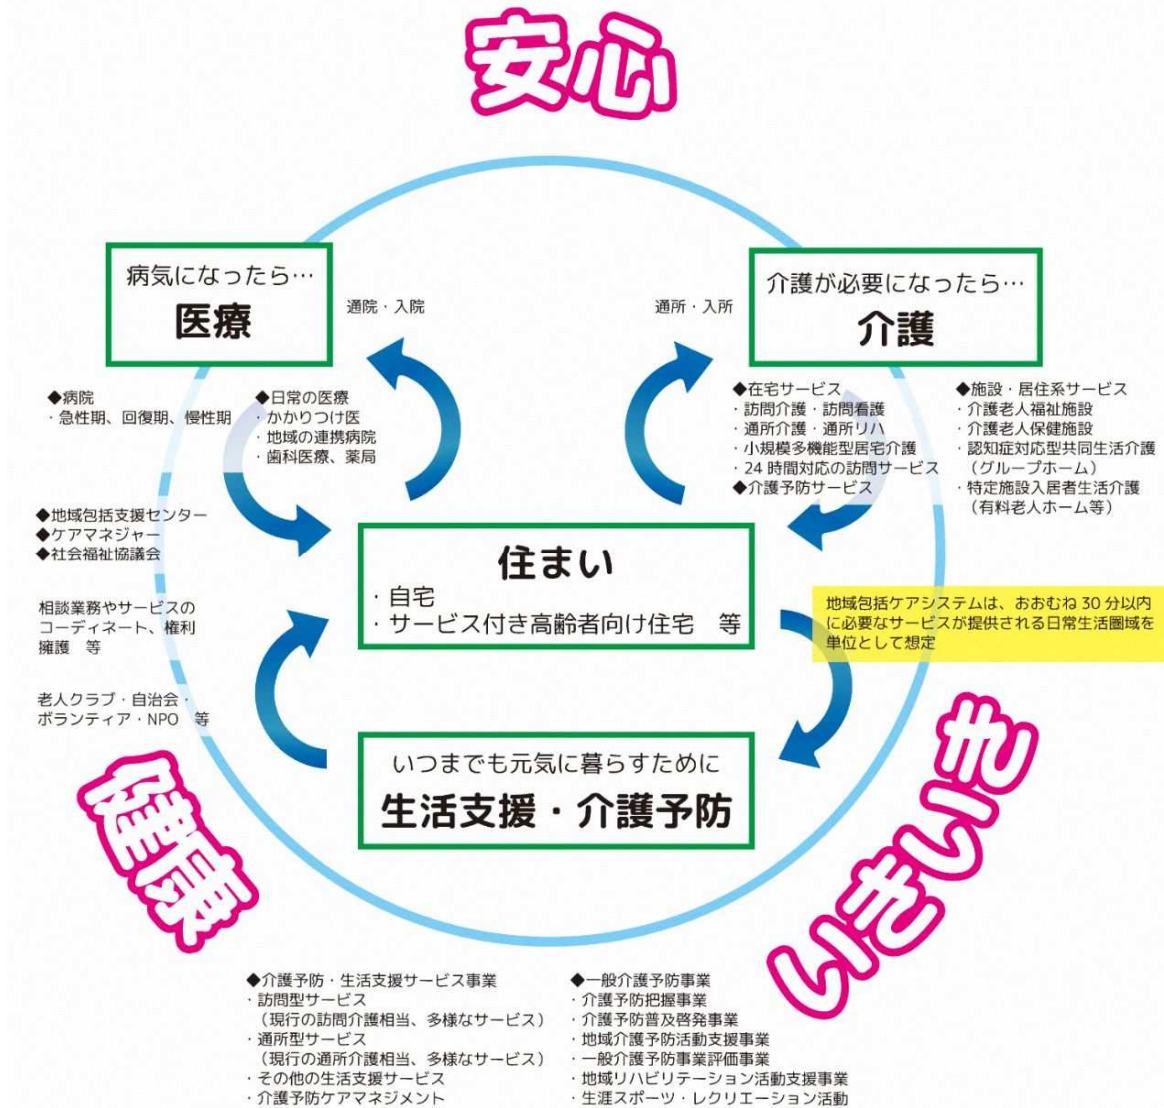 安心
病気になったら…
医療
通院・入院
通所・入所
介護が必要になったら…
介護
◆病院
・急性期、回復期、慢性期
◆日常の医療
・かかりつけ医
・地域の連携病院
・歯科医療、薬局
◆在宅サービス
・訪問介護・訪問看護
・通所介護・通所リハ
・小規模多機能型居宅介護
・24時間対応の訪問サービス
◆介護予防サービス
◆施設・居住系サービス
・介護老人福祉施設
・介護老人保健施設
・認知症対応型共同生活介護
（グループホーム）
・特定施設入居者生活介護
（有料老人ホーム等）
◆地域包括支援センター
◆ケアマネジャー
◆社会福祉協議会
相談業務やサービスの
コーディネート、権利
擁護　等
老人クラブ・自治会・
ボランティア・NPO　等
住まい
・自宅
・サービス付き高齢者向け住宅　等
地域包括ケアシステムは、おおむね30分以内
に必要なサービスが提供される日常生活圏域を
単位として想定
いつまでも元気に暮らすために
生活支援・介護予防
健康
いきいき
◆介護予防・生活支援サービス事業
・訪問型サービス
（現行の訪問介護相当、多様なサービス）
・通所型サービス
（現行の通所介護相当、多様なサービス）
・その他の生活支援サービス
・介護予防ケアマネジメント
◆一般介護予防事業
・介護予防把握事業
・介護予防普及啓発事業
・地域介護予防活動支援事業
・一般介護予防事業評価事業
・地域リハビリテーション活動支援事業
・生涯スポーツ・レクリエーション活動